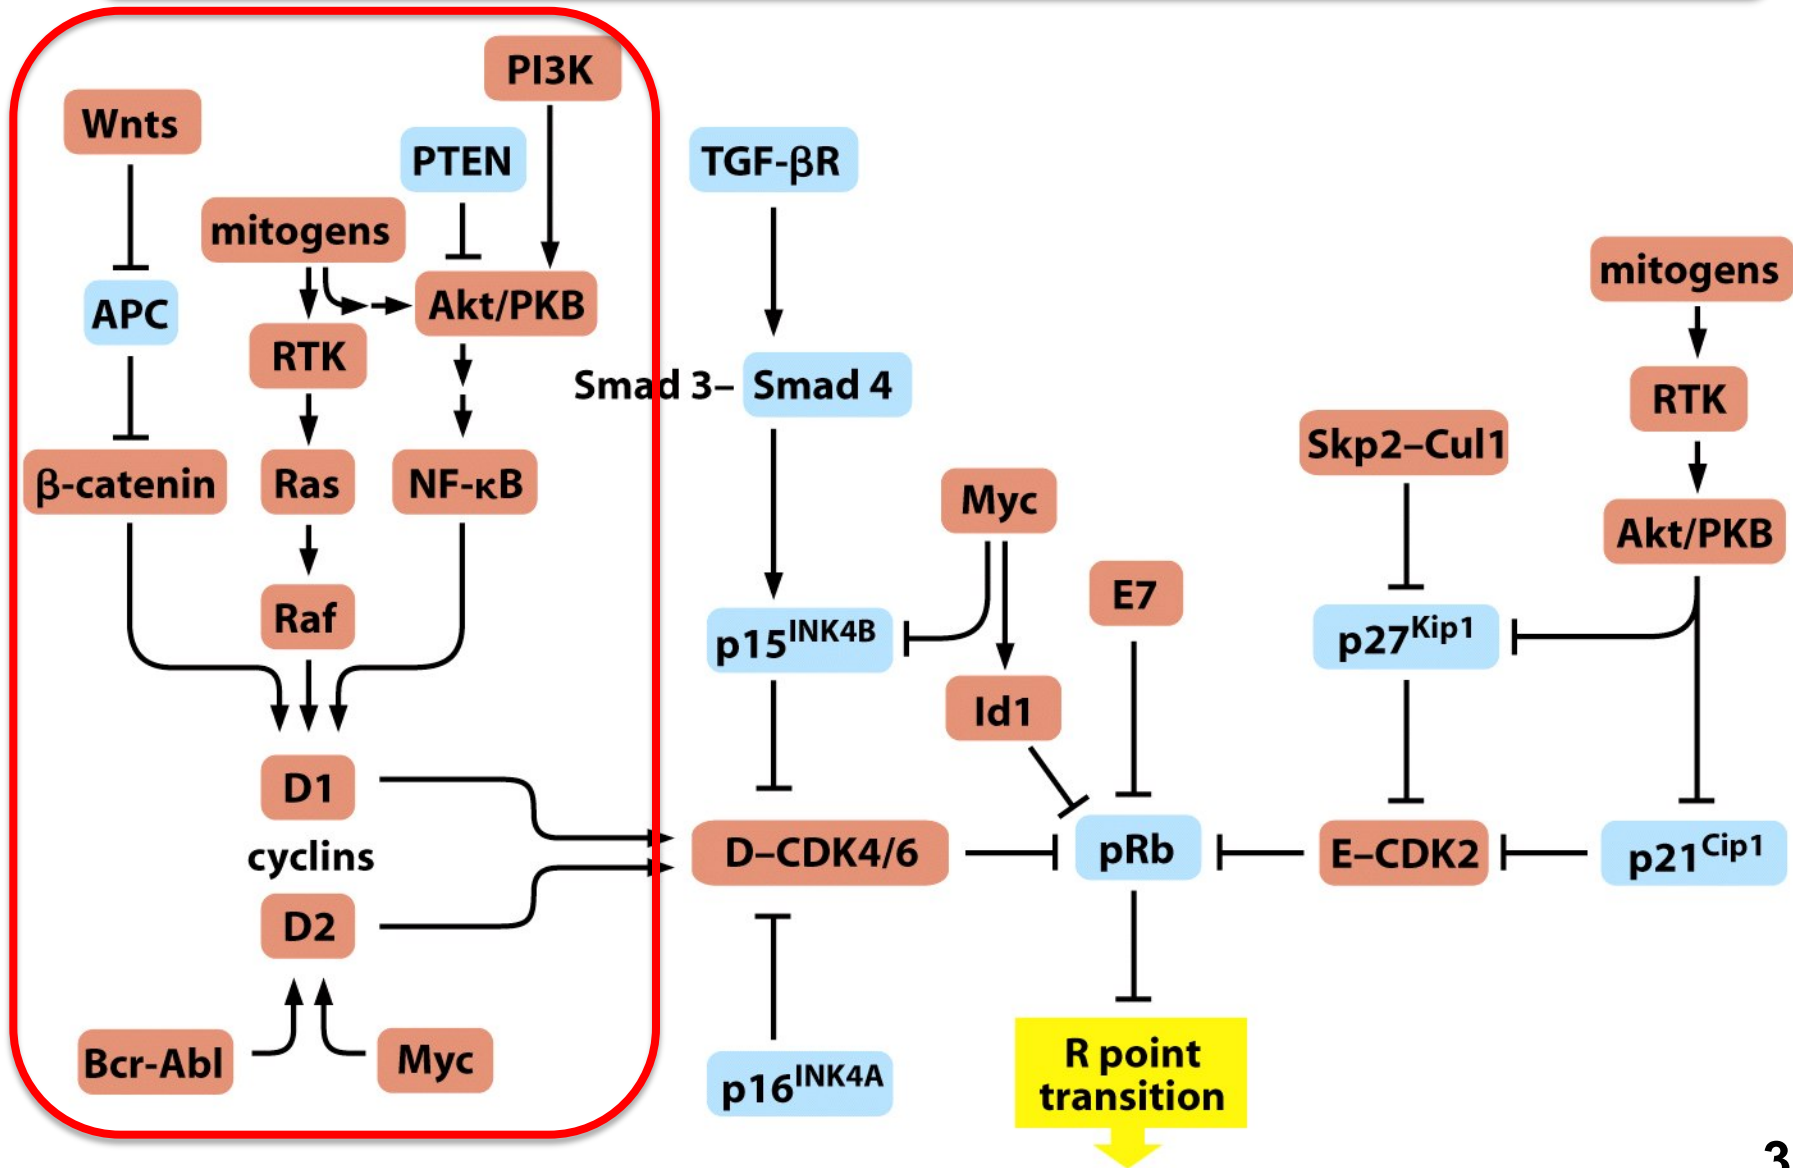 PI3K
Wnts
PTEN
TGF-βR
mitogens
mitogens
APC
Akt/PKB
RTK
Smad 3– Smad 4
RTK
Skp2–Cul1
β-catenin
Ras
NF-κB
Myc
Akt/PKB
E7
Raf
p15INK4B
p27Kip1
Id1
D1
cyclins
D–CDK4/6
pRb
E–CDK2
p21Cip1
D2
Bcr-Abl
Myc
p16INK4A
R point
transition
3